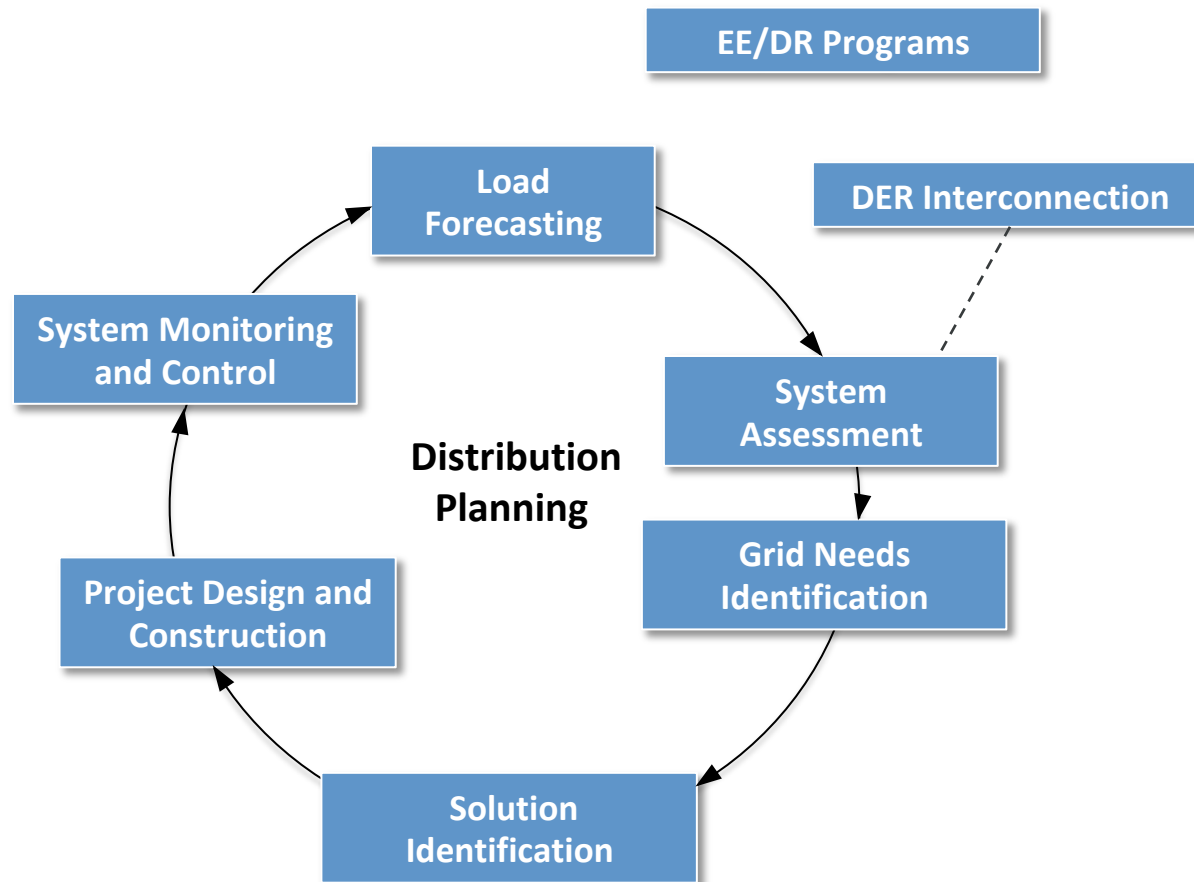 EE/DR Programs
Load
Forecasting
DER Interconnection
System Monitoring
and Control
System
Assessment
Distribution
Planning
Grid Needs
Identification
Project Design and
Construction
Solution
Identification